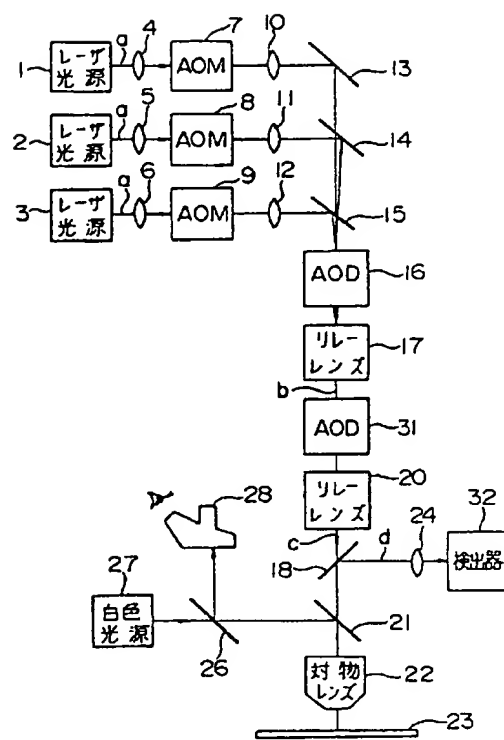 a
4
7
10
1
レーザ
光源
AOM
13
a
5
8
11
2
レーザ
光源
AOM
14
a
6
9
12
3
レーザ
光源
AOM
15
AOD
16
リレー
レンズ
17
b
AOD
31
28
リレー
レンズ
20
32
27
c
d
24
18
検出器
白色
光源
26
21
対物
レンズ
22
23